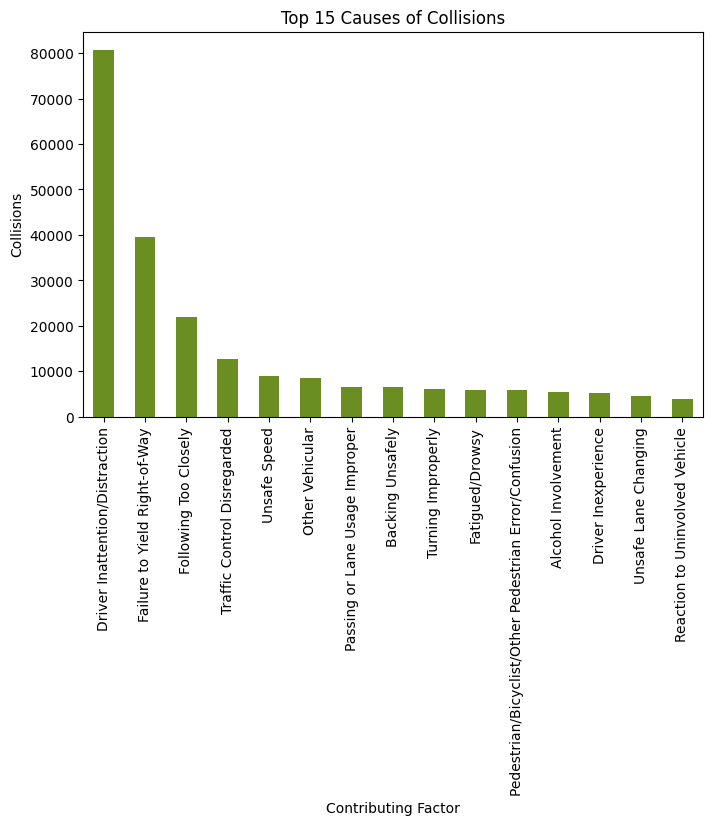 Top 15 Causes of Collisions
Collisions
80000
70000
60000
50000
40000
30000
20000
10000
0
Driver Inattention/Distraction
Failure to Yield Right-of-Way
Following Too Closely
Traffic Control Disregarded
Unsafe Speed
Other Vehicular
Passing or Lane Usage Improper
Backing Unsafely
Turning Improperly
Fatigued/Drowsy
Pedestrian/Bicyclist/Other Pedestrian Error/Confusion
Alcohol Involvement
Driver Inexperience
Unsafe Lane Changing
Reaction to Uninvolved Vehicle
Contributing Factor